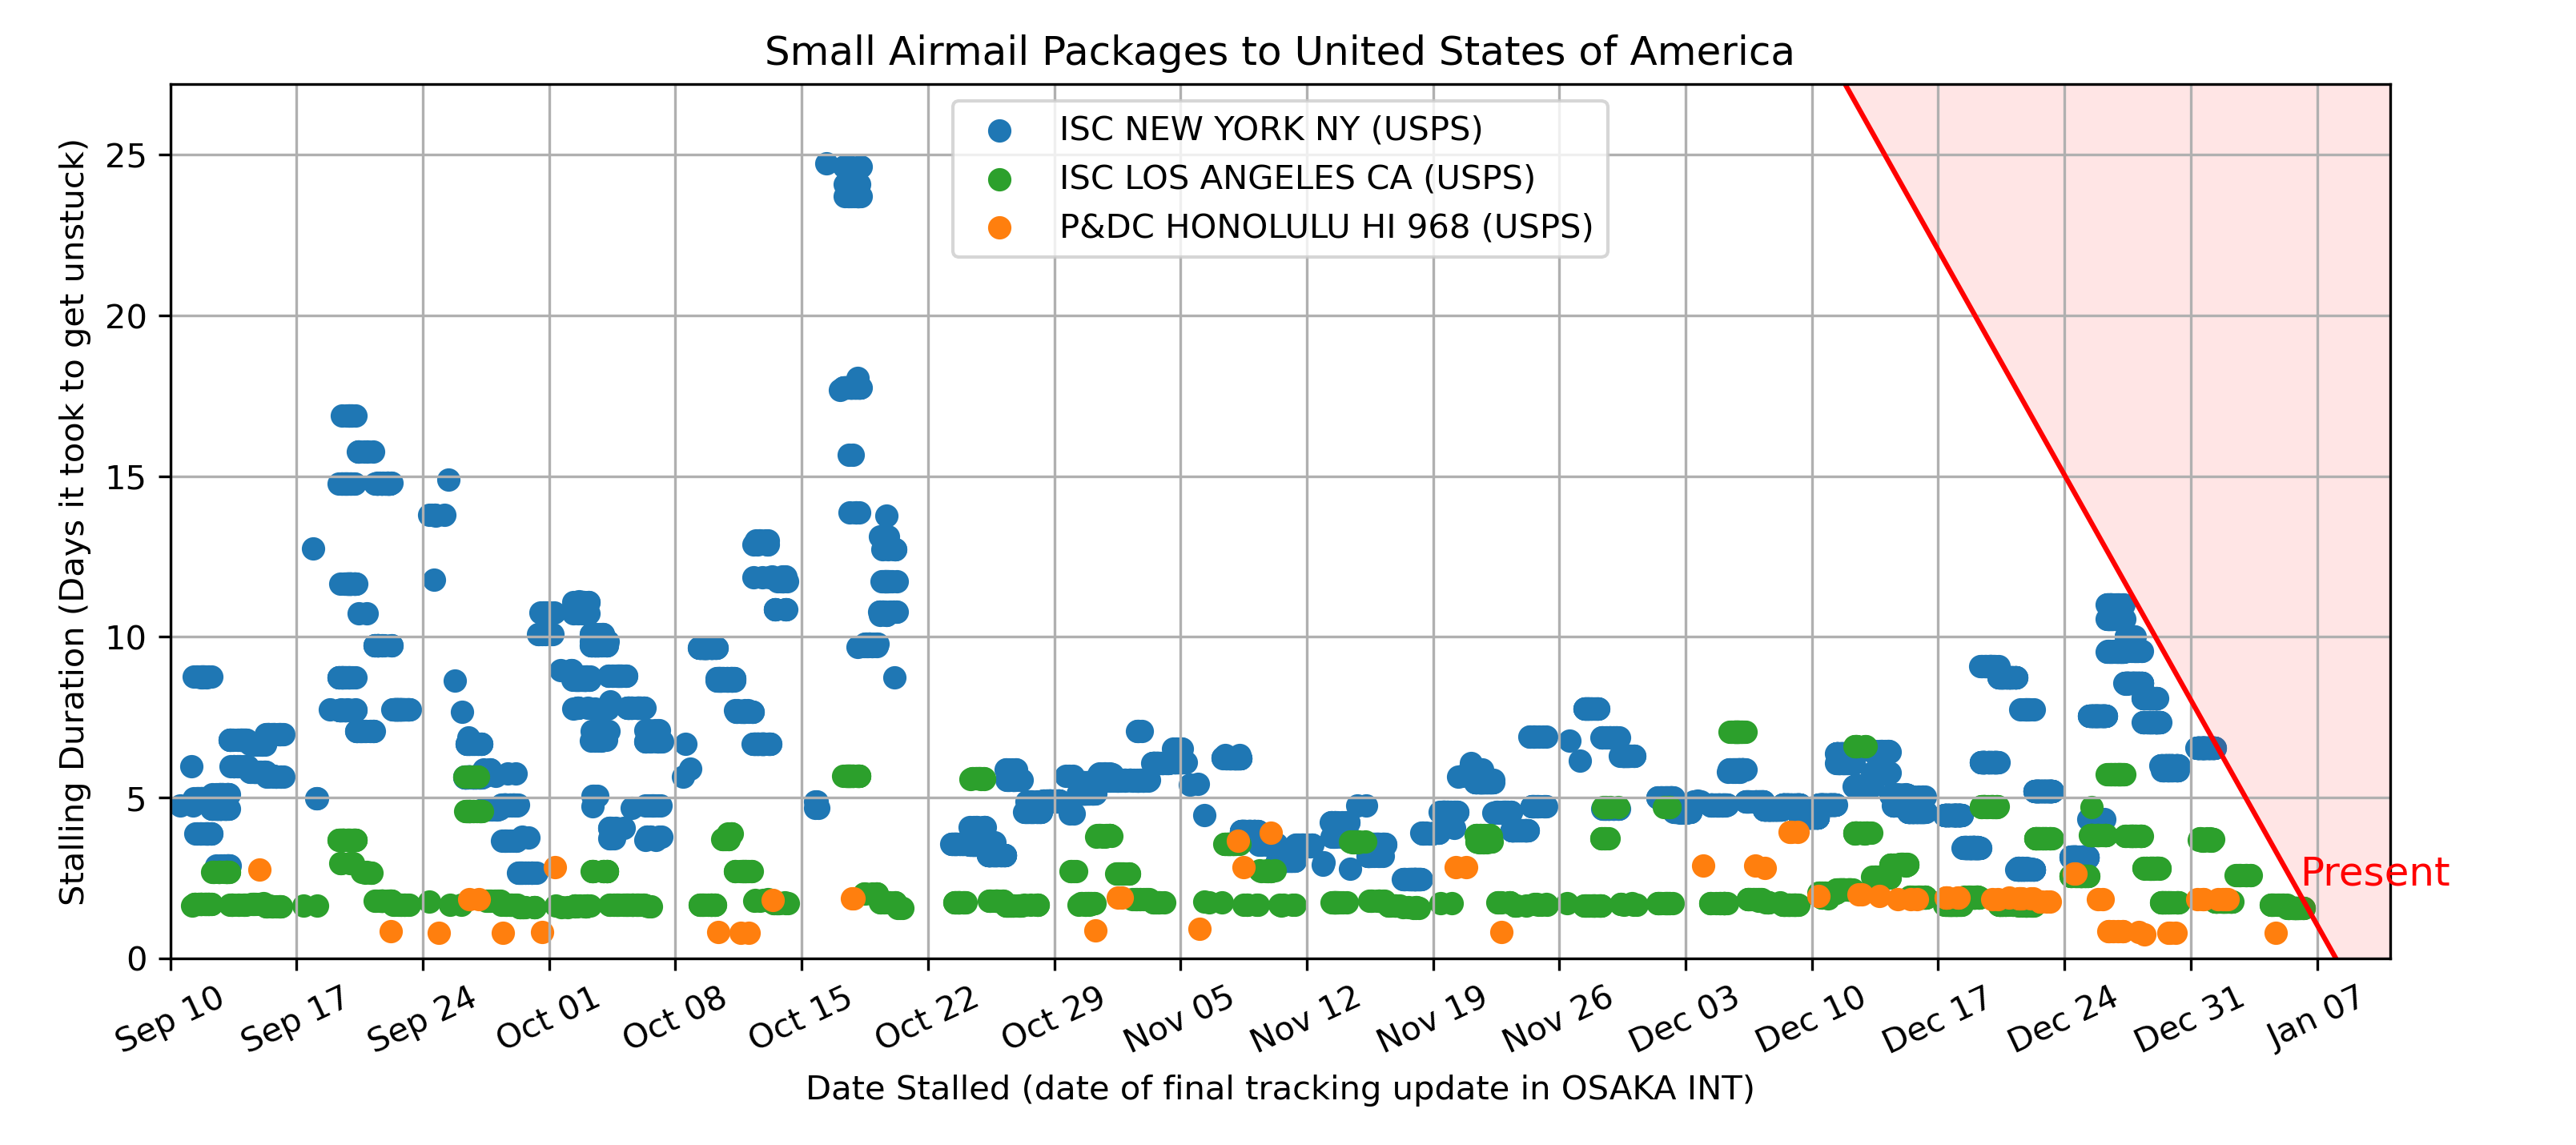 Small Airmail Packages to United States of America
ISC NEW YORK NY (USPS)
ISC LOS ANGELES CA (USPS)
P&DC HONOLULU HI 968 (USPS)
Stalling Duration (Days it took to get unstuck)
25
20
15
10
5
0
Present
Sep 10
Sep 17
Sep 24
Oct 01
Oct 08
Oct 15
Oct 22
Oct 29
Nov 05
Nov 12
Nov 19
Nov 26
Dec 03
Dec 10
Dec 17
Dec 24
Dec 31
Jan 07
Date Stalled (date of final tracking update in OSAKA INT)